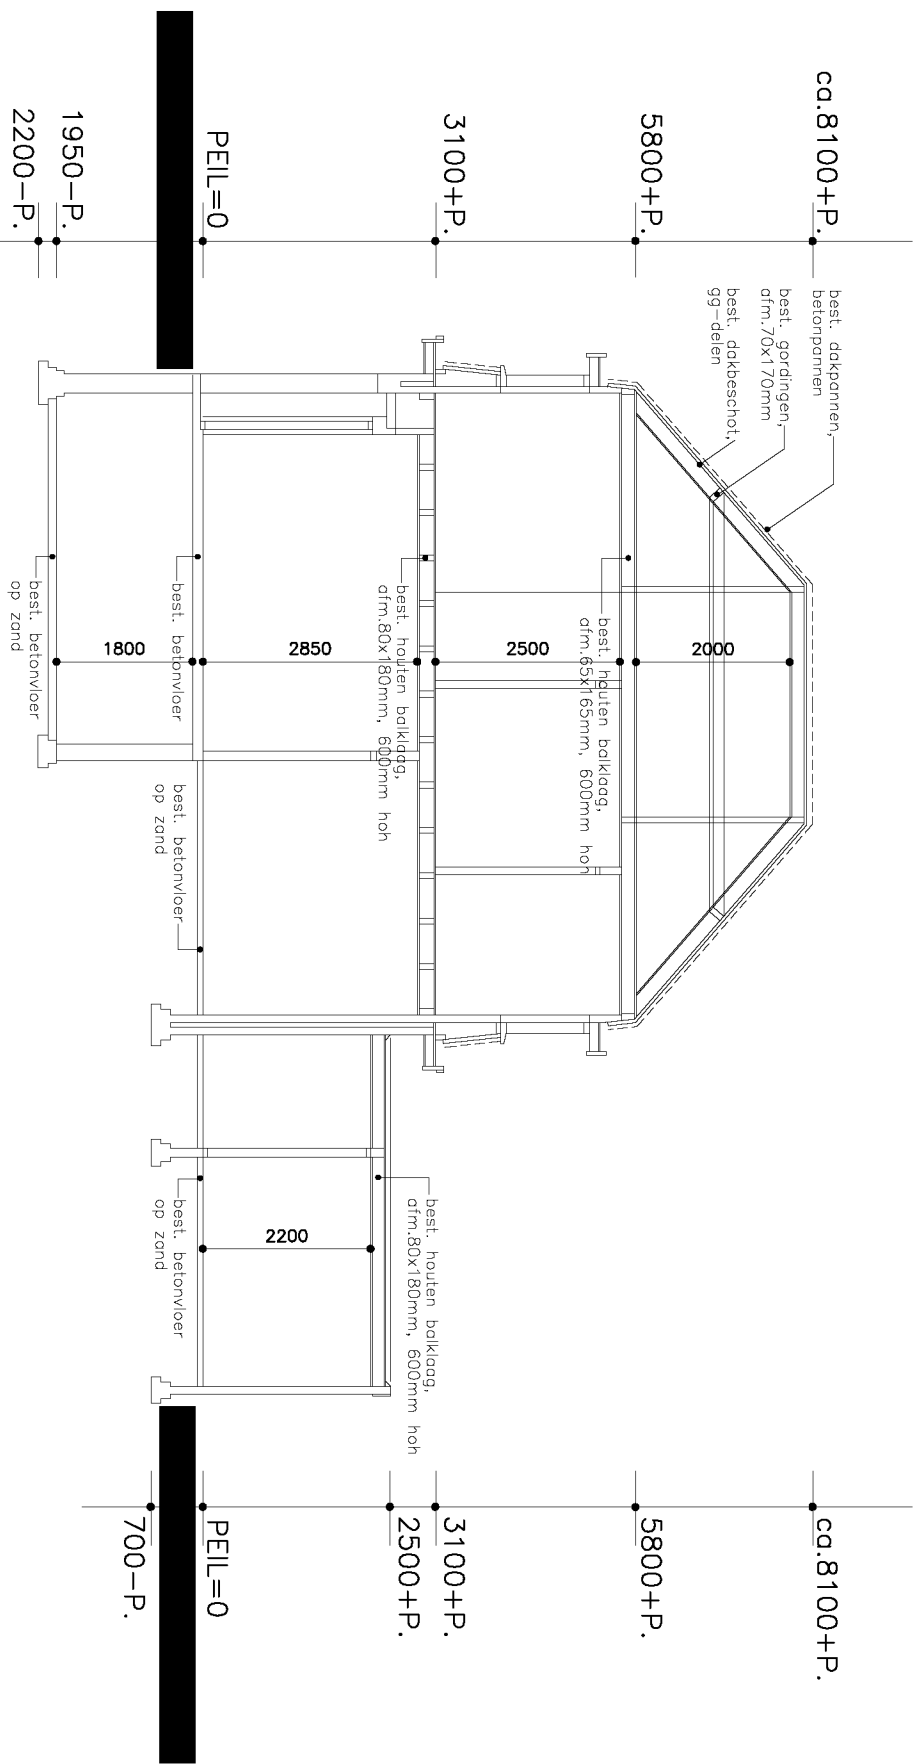 ca.8100+P.
5800+P.
3100+P.
PEIL=0
1950-P.
2200-P.
best. dakpannen,
betonpannen
best. gordingen,
afm.70x170mm
best. dakbeschot,
gg-delen
2000
best. houten balklaag,
afm.65x165mm, 600mm hoh
2500
best. houten balklaag,
afm.80x180mm, 600mm hoh
2850
best. betonvloer
1800
best. betonvloer
op zand
best. betonvloer
op zand
best. houten balklaag,
afm.80x180mm, 600mm hoh
2200
best. betonvloer
op zand
ca.8100+P.
5800+P.
3100+P.
2500+P.
PEIL=0
700-P.